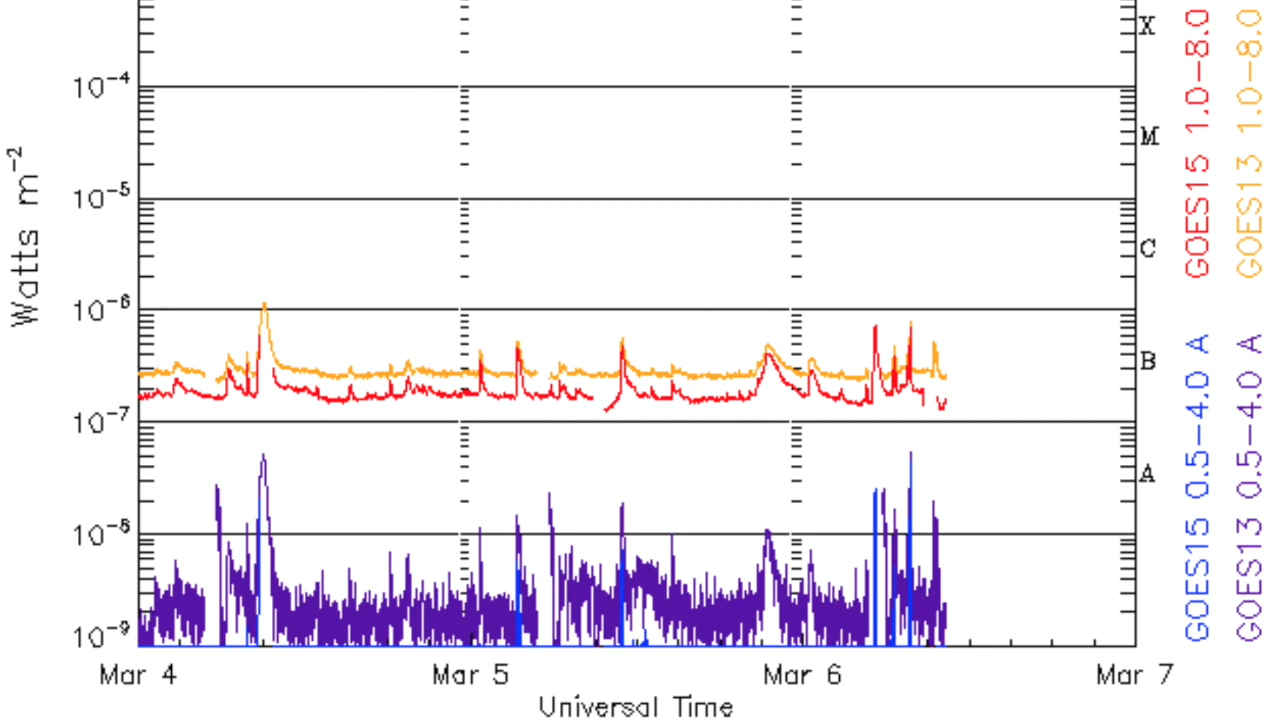 Watts m⁻²
10⁻⁴
10⁻⁵
10⁻⁶
10⁻⁷
10⁻⁸
10⁻⁹
X
M
C
B
A
Mar 4 Mar 5 Mar 6 Mar 7
Universal Time
GOES15 0.5-4.0 A GOES15 1.0-8.0
GOES13 0.5-4.0 A GOES13 1.0-8.0